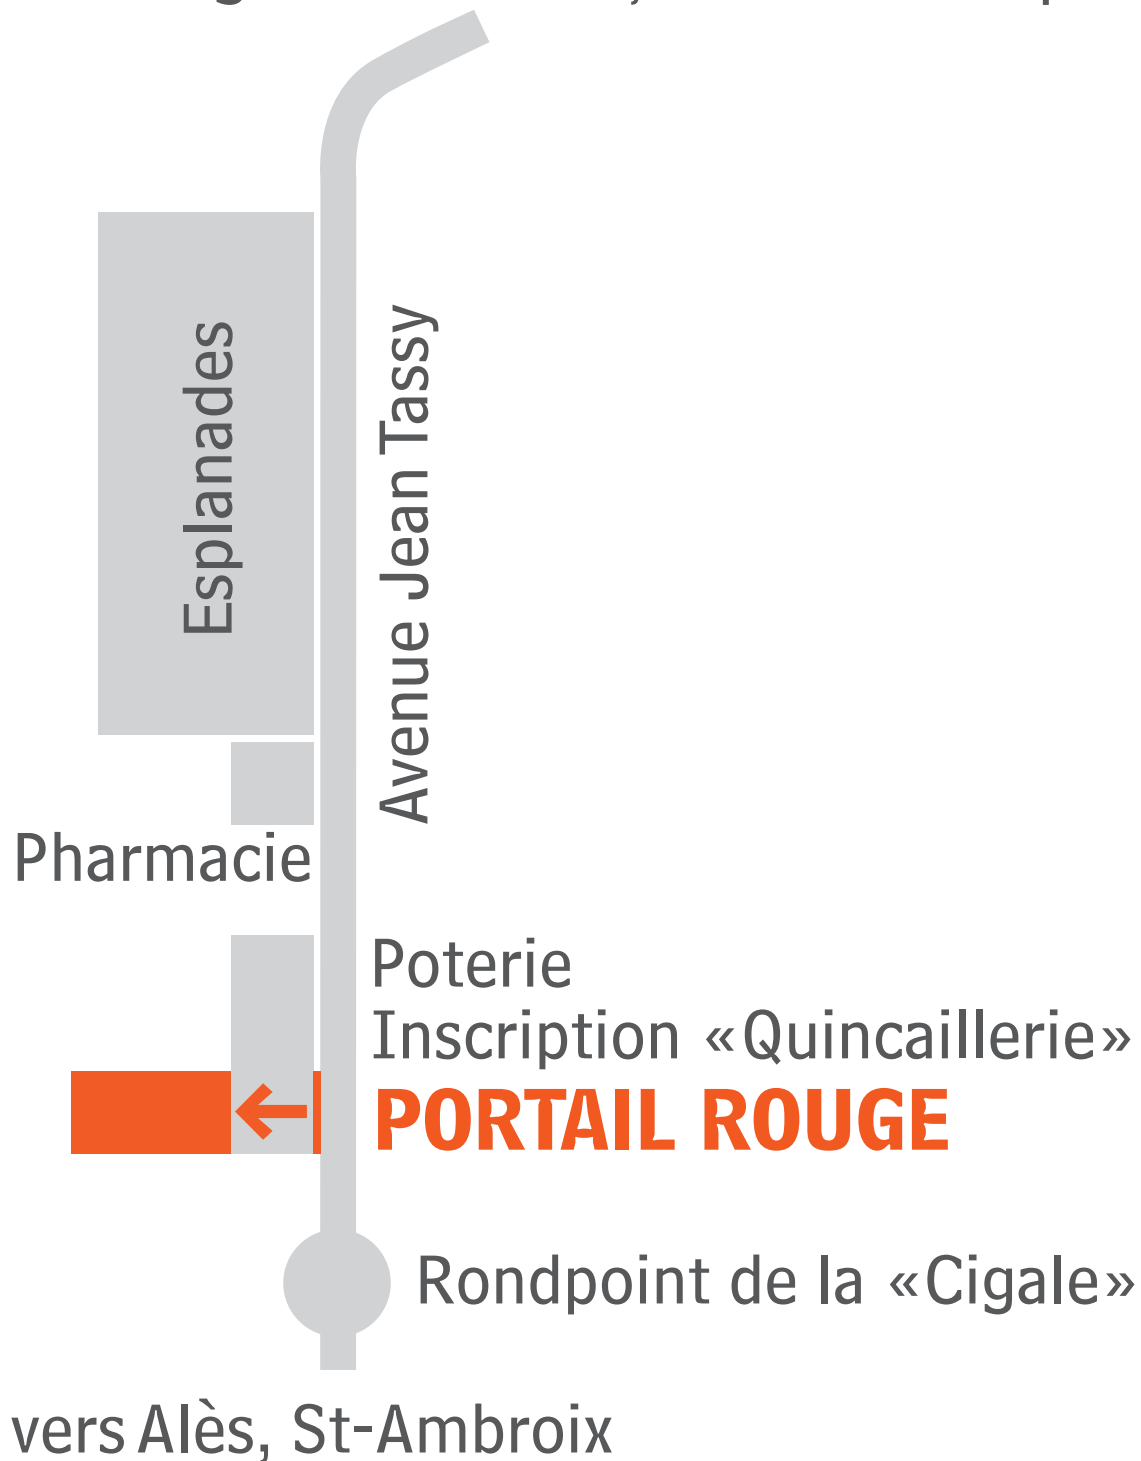 Esplanades
Avenue Jean Tassy
Pharmacie
Poterie
Inscription «Quincaillerie»
PORTAIL ROUGE
Rondpoint de la «Cigale»
vers Alès, St-Ambroix